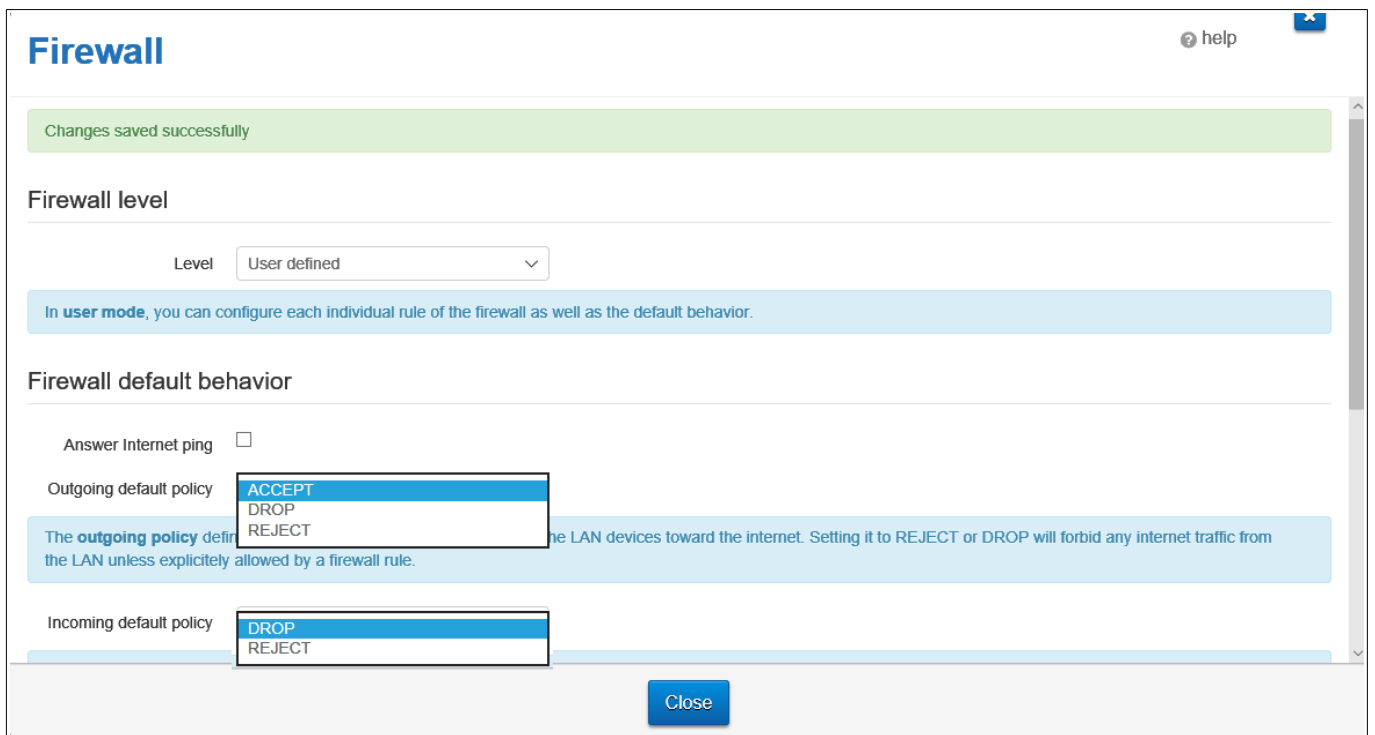 Firewall
help
Changes saved successfully
Firewall level
Level
User defined
In user mode, you can configure each individual rule of the firewall as well as the default behavior.
Firewall default behavior
Answer Internet ping
Outgoing default policy
ACCEPT
DROP
REJECT
The outgoing policy defin
he LAN devices toward the internet. Setting it to REJECT or DROP will forbid any internet traffic from
the LAN unless explicitely allowed by a firewall rule.
Incoming default policy
DROP
REJECT
Close